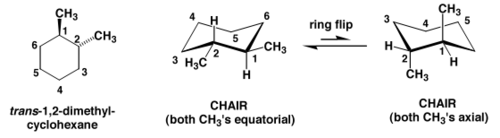 CH3
1
CH3
2
6
5
3
4
trans-1,2-dimethyl-
cyclohexane
4
H
6
5
CH3
3
2
H3C
1
H
CHAIR
(both CH3's equatorial)
ring flip
3
CH3
4
5
H
1
2
H
CH3
CHAIR
(both CH3's axial)